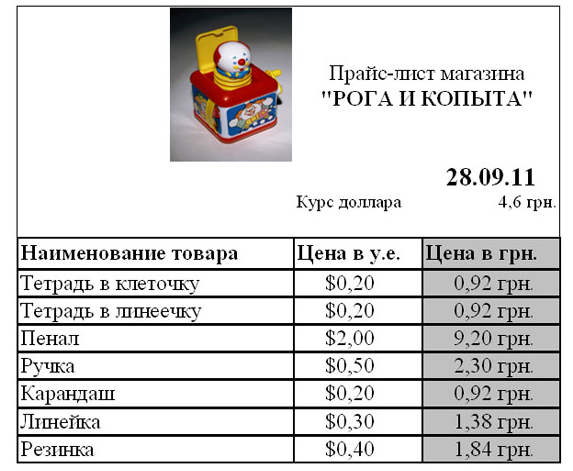 Прайс-лист магазина
"РОГА И КОПЫТА"
28.09.11
Курс доллара 4,6 грн.
Наименование товара Цена в у.е. Цена в грн.
Тетрадь в клеточку $0,20 0,92 грн.
Тетрадь в линеечку $0,20 0,92 грн.
Пенал $2,00 9,20 грн.
Ручка $0,50 2,30 грн.
Карандаш $0,20 0,92 грн.
Линейка $0,30 1,38 грн.
Резинка $0,40 1,84 грн.